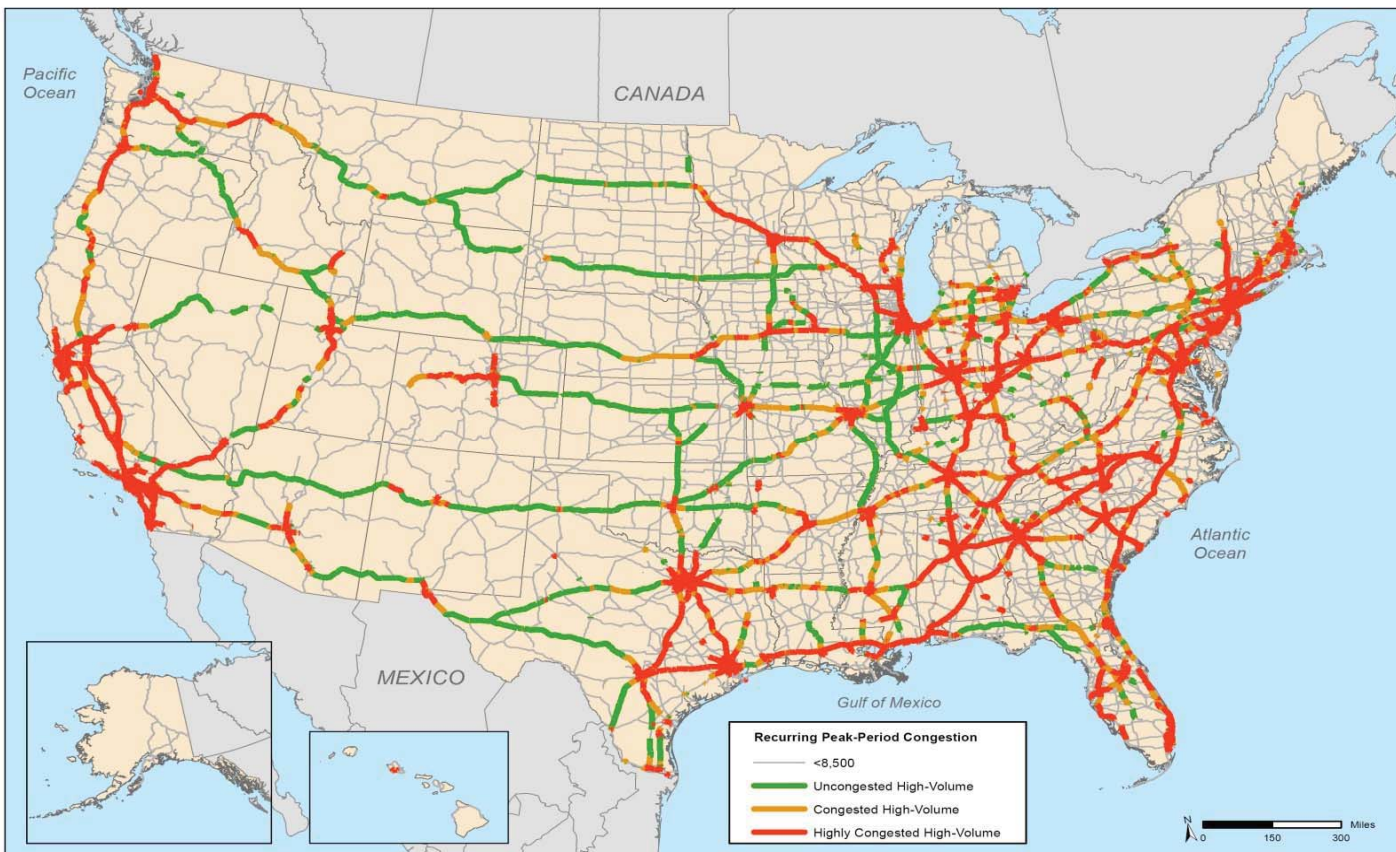 Pacific
Ocean
CANADA
Atlantic
Ocean
MEXICO
Gulf of Mexico
Recurring Peak-Period Congestion
<8,500
Uncongested High-Volume
Congested High-Volume
Highly Congested High-Volume
N
Miles
0 150 300